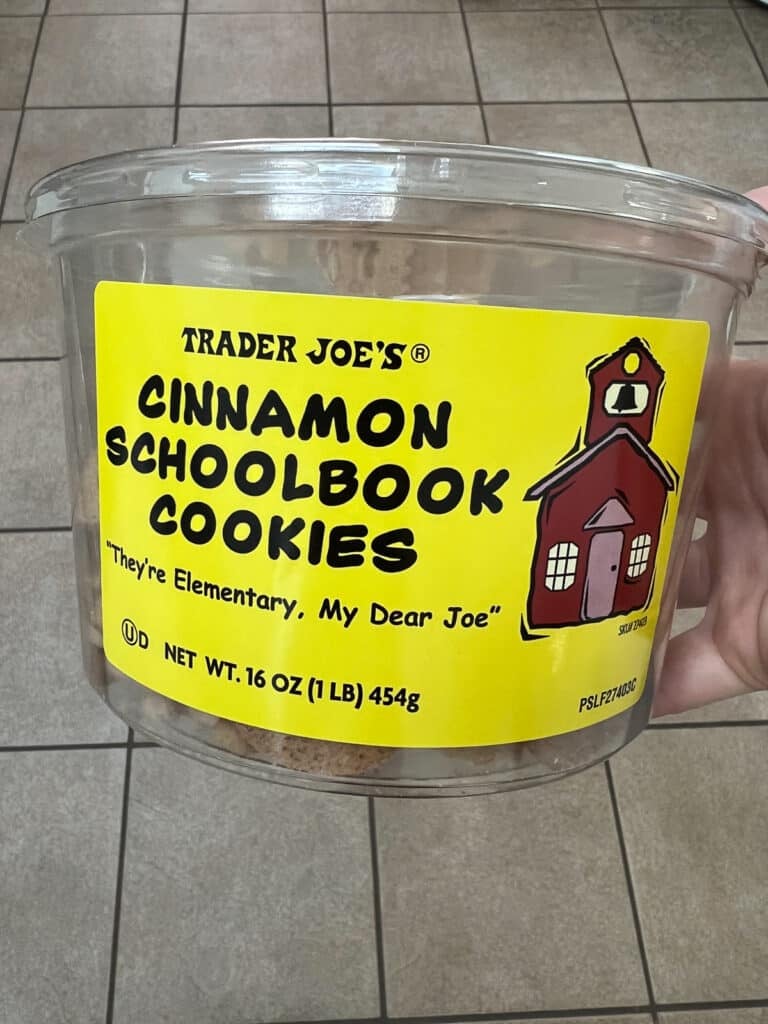 TRADER JOE'S®
CINNAMON
SCHOOLBOOK
COOKIES
"They're Elementary, My Dear Joe"
ⓊD NET WT. 16 OZ (1 LB) 454g
PSLF27403C